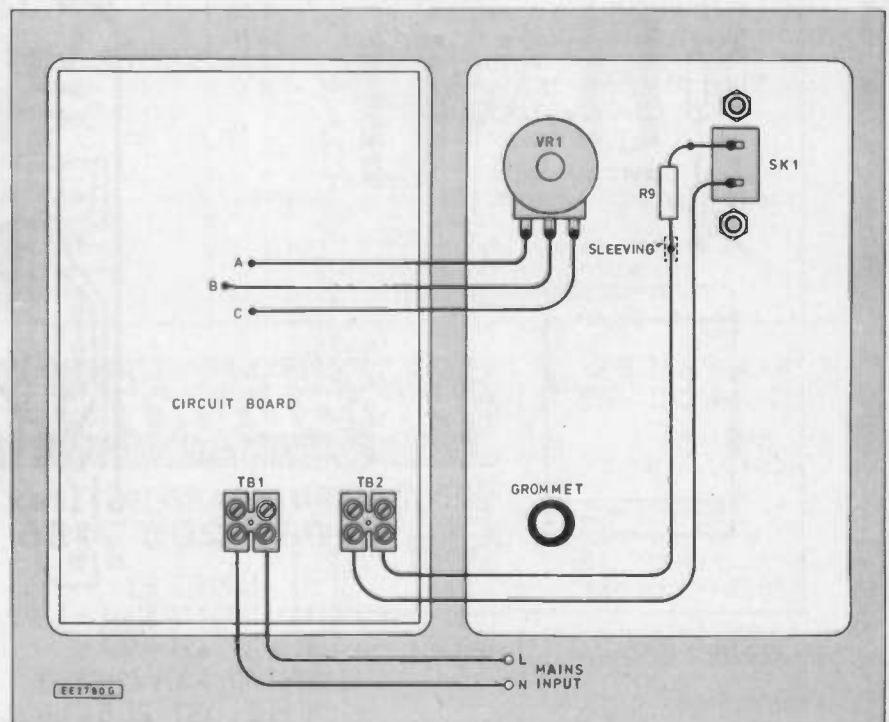 VR1
SK1
R9
SLEEVING
A
B
C
CIRCUIT BOARD
TB1
TB2
GROMMET
L
MAINS
N INPUT
EE2780G